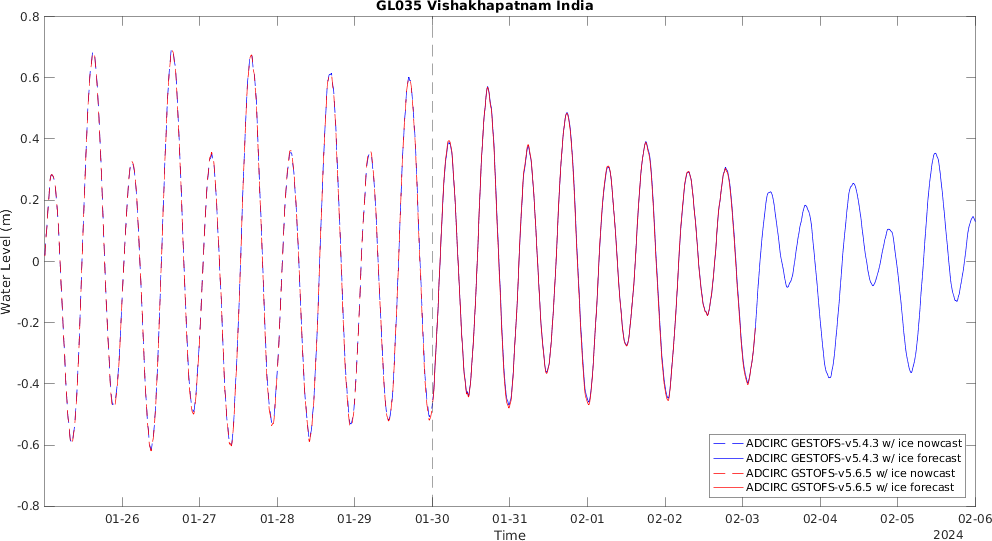 GL035 Vishakhapatnam India
0.8
0.6
0.4
0.2
0
-0.2
-0.4
-0.6
-0.8
Water Level (m)
01-26 01-27 01-28 01-29 01-30 01-31 02-01 02-02 02-03 02-04 02-05 02-06
Time
2024
ADCIRC GESTOFS-v5.4.3 w/ ice nowcast
ADCIRC GESTOFS-v5.4.3 w/ ice forecast
ADCIRC GSTOFS-v5.6.5 w/ ice nowcast
ADCIRC GSTOFS-v5.6.5 w/ ice forecast